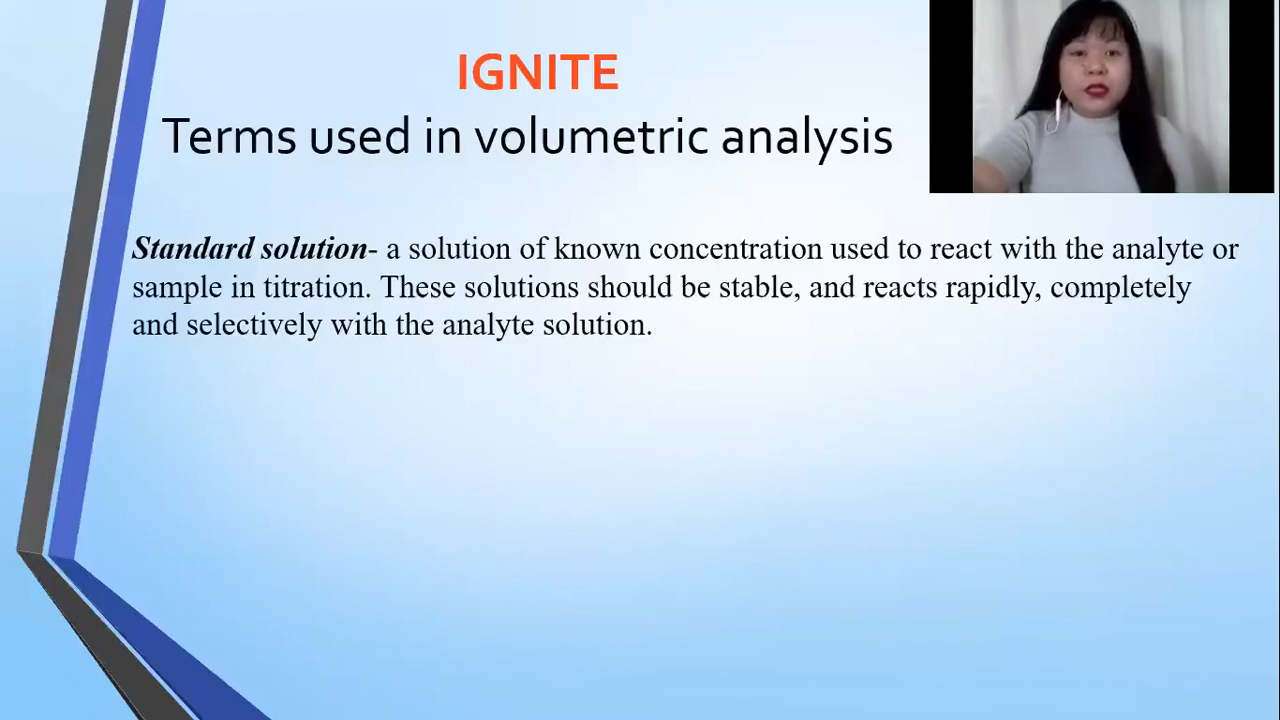 IGNITE
Terms used in volumetric analysis
Standard solution- a solution of known concentration used to react with the analyte or
sample in titration. These solutions should be stable, and reacts rapidly, completely
and selectively with the analyte solution.